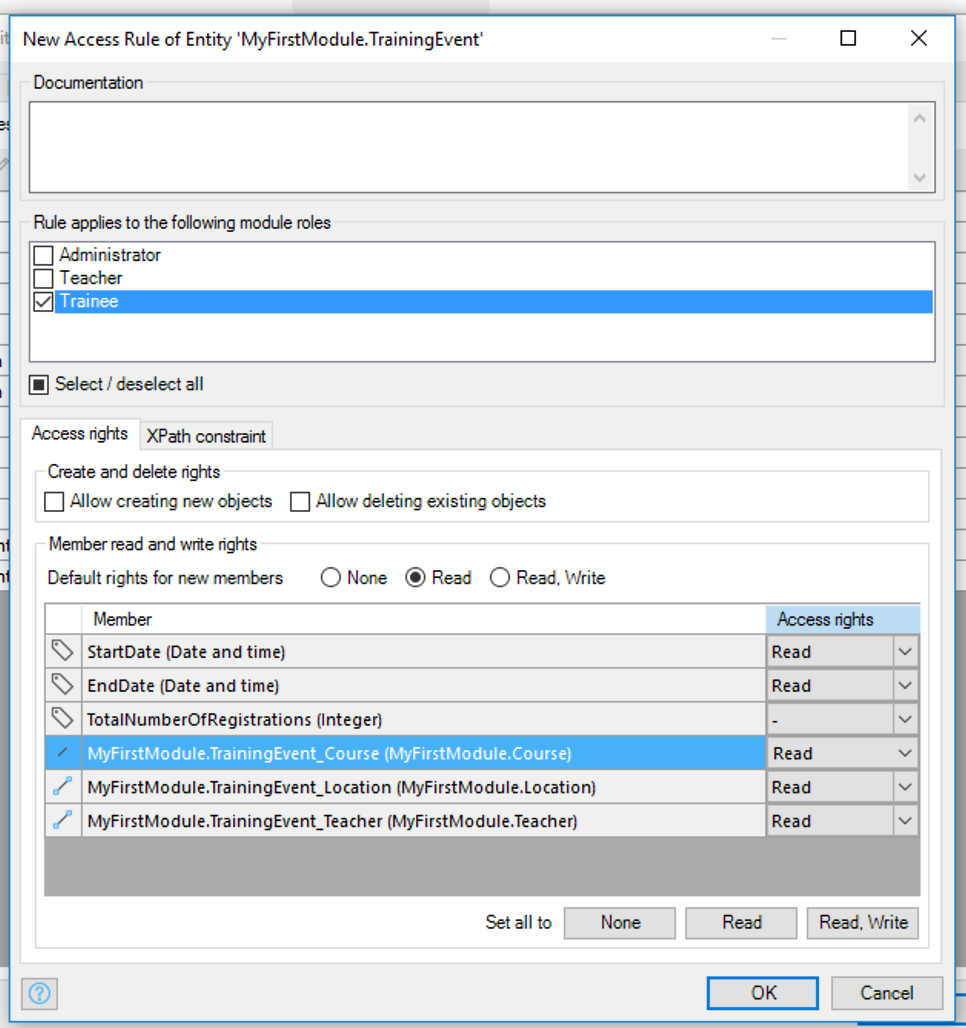 New Access Rule of Entity 'MyFirstModule.TrainingEvent'
Documentation
Rule applies to the following module roles
Administrator
Teacher
Trainee
Select / deselect all
Access rights XPath constraint
Create and delete rights
Allow creating new objects Allow deleting existing objects
Member read and write rights
Default rights for new members None Read Read, Write
Member Access rights
StartDate (Date and time) Read
EndDate (Date and time) Read
TotalNumberOfRegistrations (Integer) -
MyFirstModule.TrainingEvent_Course (MyFirstModule.Course) Read
MyFirstModule.TrainingEvent_Location (MyFirstModule.Location) Read
MyFirstModule.TrainingEvent_Teacher (MyFirstModule.Teacher) Read
Set all to None Read Read, Write
? OK Cancel